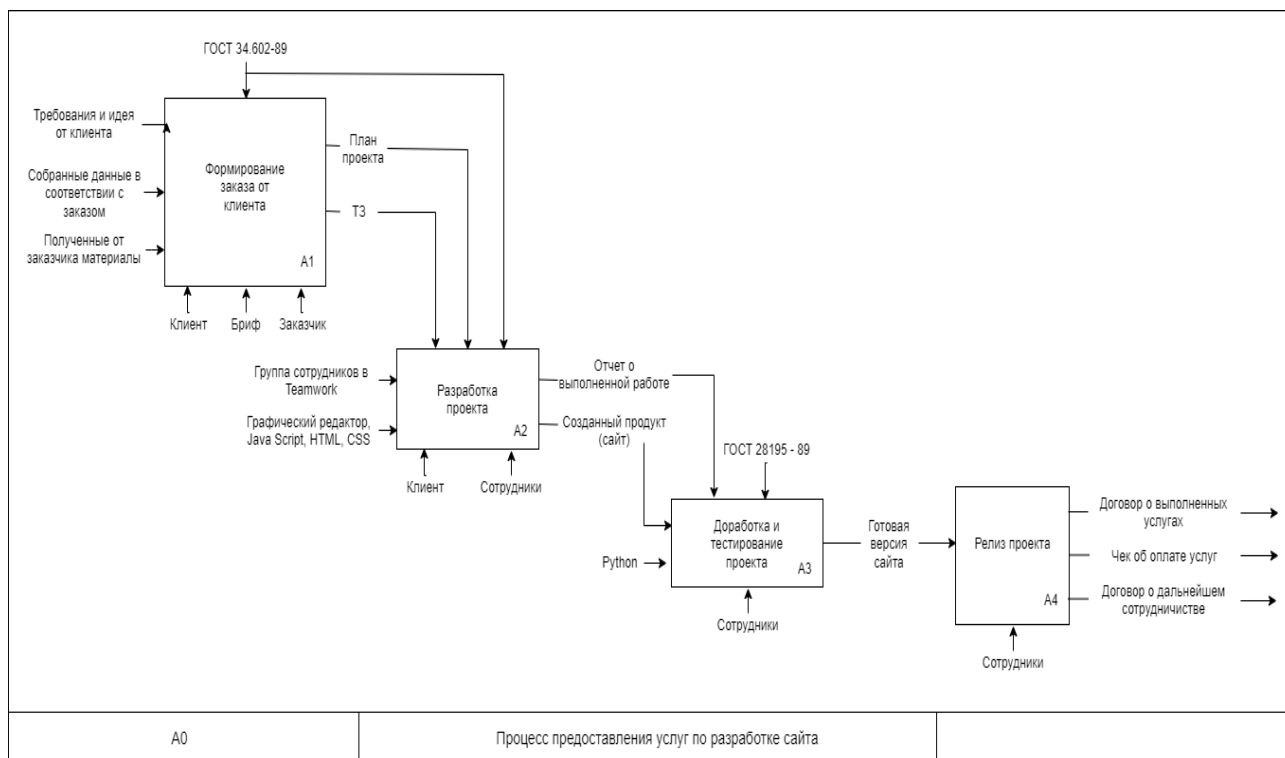 ГОСТ 34.602-89
Требования и идея
от клиента
Собранные данные в
соответствии с
заказом
Полученные от
заказчика материалы
Формирование
заказа от
клиента
A1
План
проекта
ТЗ
Клиент
Бриф
Заказчик
Группа сотрудников в
Teamwork
Графический редактор,
Java Script, HTML, CSS
Разработка
проекта
A2
Клиент
Сотрудники
Отчет о
выполненной работе
Созданный продукт
(сайт)
ГОСТ 28195 - 89
Python
Доработка и
тестирование
проекта
A3
Сотрудники
Готовая
версия
сайта
Релиз проекта
A4
Сотрудники
Договор о выполненных
услугах
Чек об оплате услуг
Договор о дальнейшем
сотрудничистве
A0
Процесс предоставления услуг по разработке сайта